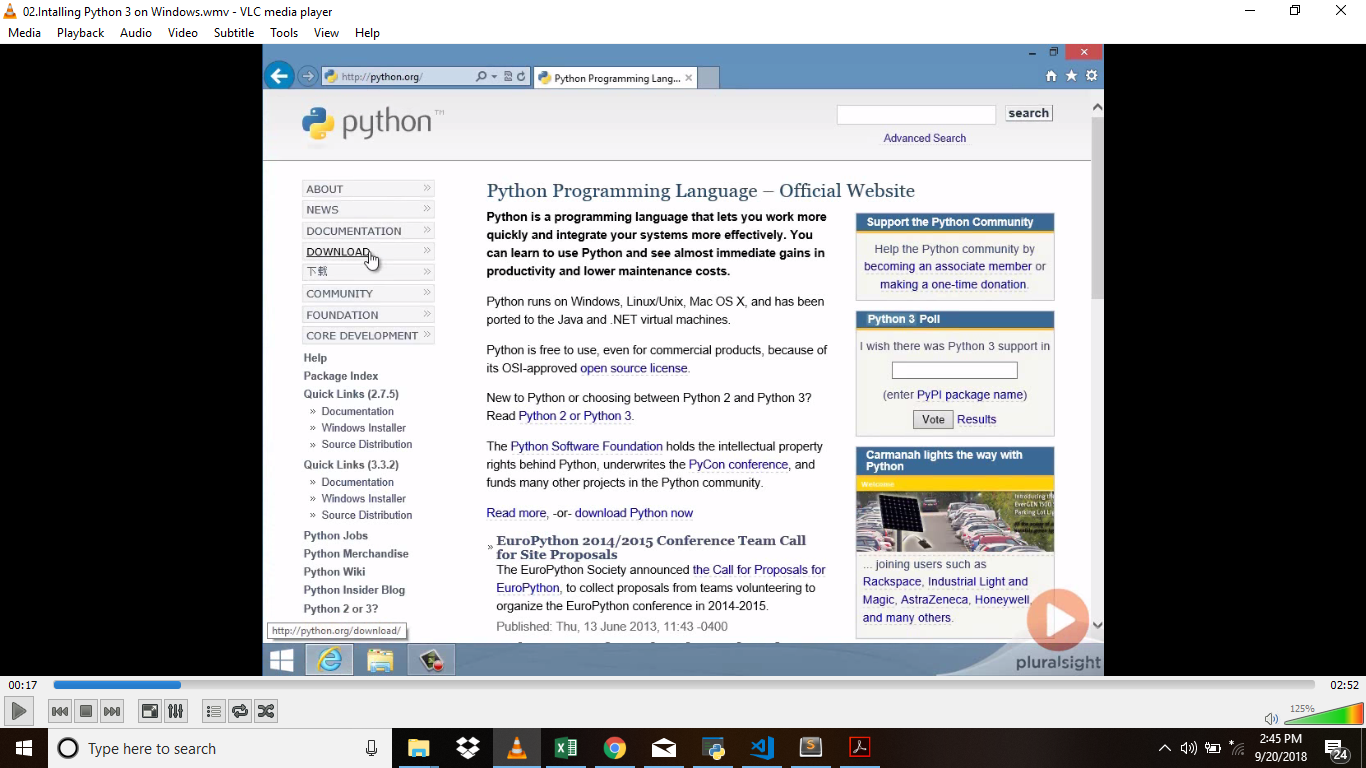 02.Intalling Python 3 on Windows.wmv - VLC media player
Media Playback Audio Video Subtitle Tools View Help
http://python.org/
Python Programming Lang...
python™
search
Advanced Search
ABOUT
NEWS
DOCUMENTATION
DOWNLOAD
下载
COMMUNITY
FOUNDATION
CORE DEVELOPMENT
Help
Package Index
Quick Links (2.7.5)
» Documentation
» Windows Installer
» Source Distribution
Quick Links (3.3.2)
» Documentation
» Windows Installer
» Source Distribution
Python Jobs
Python Merchandise
Python Wiki
Python Insider Blog
Python 2 or 3?
http://python.org/download/
Python Programming Language – Official Website
Python is a programming language that lets you work more
quickly and integrate your systems more effectively. You
can learn to use Python and see almost immediate gains in
productivity and lower maintenance costs.
Python runs on Windows, Linux/Unix, Mac OS X, and has been
ported to the Java and .NET virtual machines.
Python is free to use, even for commercial products, because of
its OSI-approved open source license.
New to Python or choosing between Python 2 and Python 3?
Read Python 2 or Python 3.
The Python Software Foundation holds the intellectual property
rights behind Python, underwrites the PyCon conference, and
funds many other projects in the Python community.
Read more, -or- download Python now
» EuroPython 2014/2015 Conference Team Call
for Site Proposals
The EuroPython Society announced the Call for Proposals for
EuroPython, to collect proposals from teams volunteering to
organize the EuroPython conference in 2014-2015.
Published: Thu, 13 June 2013, 11:43 -0400
Support the Python Community
Help the Python community by
becoming an associate member or
making a one-time donation.
Python 3 Poll
I wish there was Python 3 support in
(enter PyPI package name)
Vote Results
Carmanah lights the way with
Python
Welcome
... joining users such as
Rackspace, Industrial Light and
Magic, AstraZeneca, Honeywell,
and many others.
pluralsight
00:17
02:52
125%
Type here to search
2:45 PM
9/20/2018
24